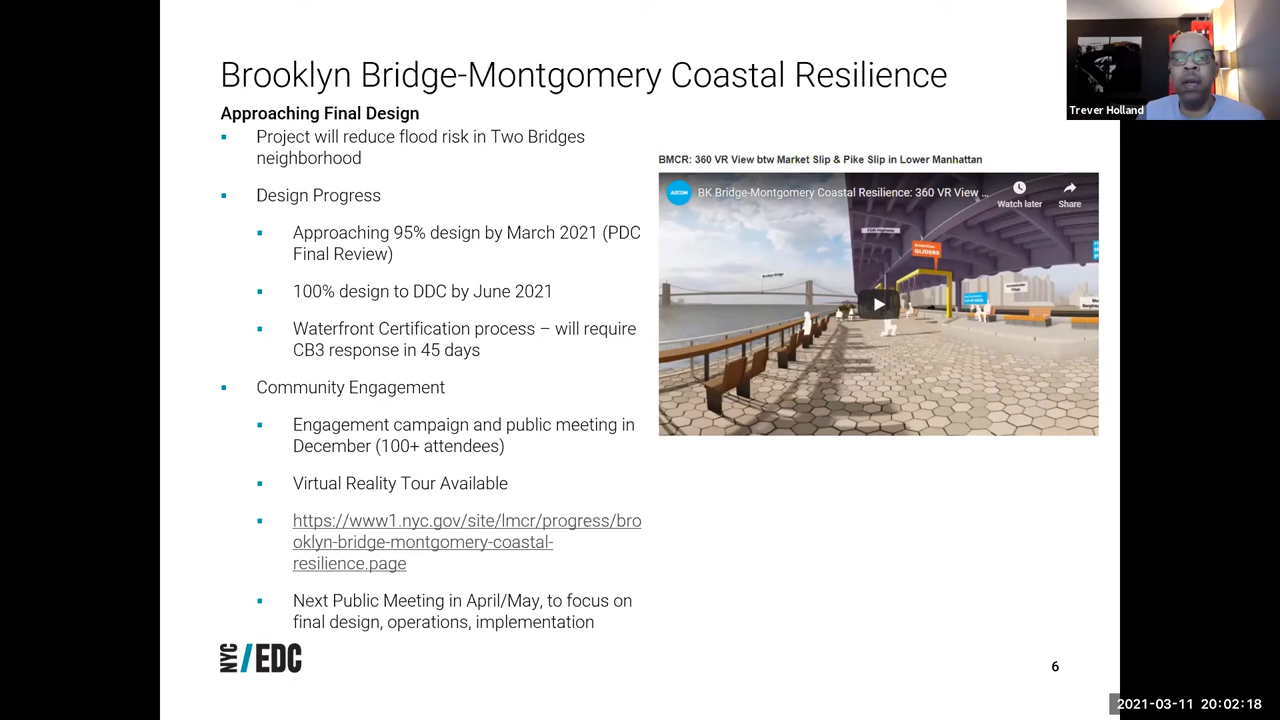 Brooklyn Bridge-Montgomery Coastal Resilience
Trever Holland
Approaching Final Design
Project will reduce flood risk in Two Bridges
neighborhood
Design Progress
Approaching 95% design by March 2021 (PDC
Final Review)
100% design to DDC by June 2021
Waterfront Certification process – will require
CB3 response in 45 days
Community Engagement
Engagement campaign and public meeting in
December (100+ attendees)
Virtual Reality Tour Available
https://www1.nyc.gov/site/lmcr/progress/bro
oklyn-bridge-montgomery-coastal-
resilience.page
Next Public Meeting in April/May, to focus on
final design, operations, implementation
BMCR: 360 VR View btw Market Slip & Pike Slip in Lower Manhattan
AECOM
BK Bridge-Montgomery Coastal Resilience: 360 VR View ...
Watch later
Share
FDR Highway
GLIDERS
Brooklyn Bridge
NYC
EDC
6
2021-03-11 20:02:18